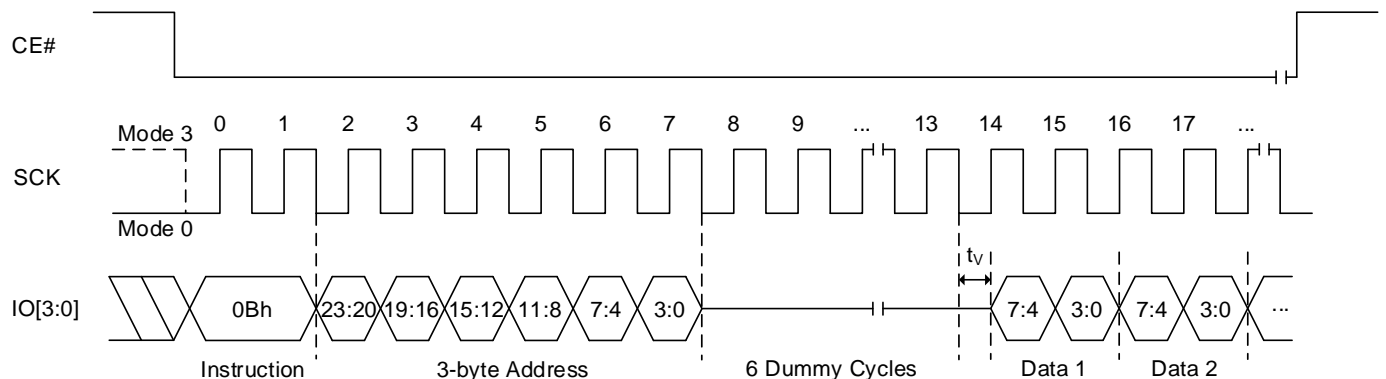 CE#
Mode 3
0 1 2 3 4 5 6 7 8 9 ... 13 14 15 16 17 ...
SCK
Mode 0
tV
IO[3:0]
0Bh 23:20 19:16 15:12 11:8 7:4 3:0 7:4 3:0 7:4 3:0 ...
Instruction 3-byte Address 6 Dummy Cycles Data 1 Data 2